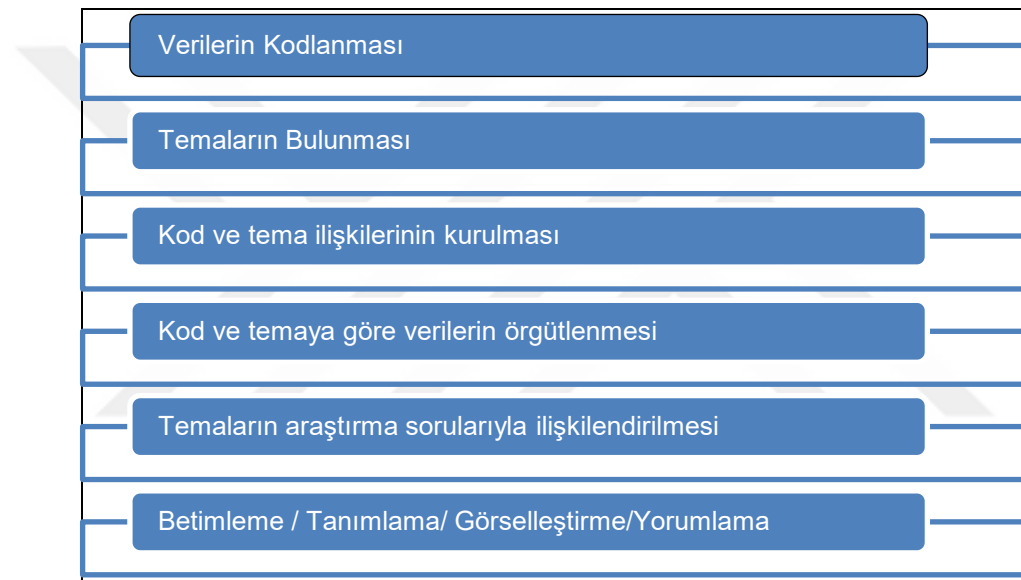 Verilerin Kodlanması
Temaların Bulunması
Kod ve tema ilişkilerinin kurulması
Kod ve temaya göre verilerin örgütlenmesi
Temaların araştırma sorularıyla ilişkilendirilmesi
Betimleme / Tanımlama/ Görselleştirme/Yorumlama